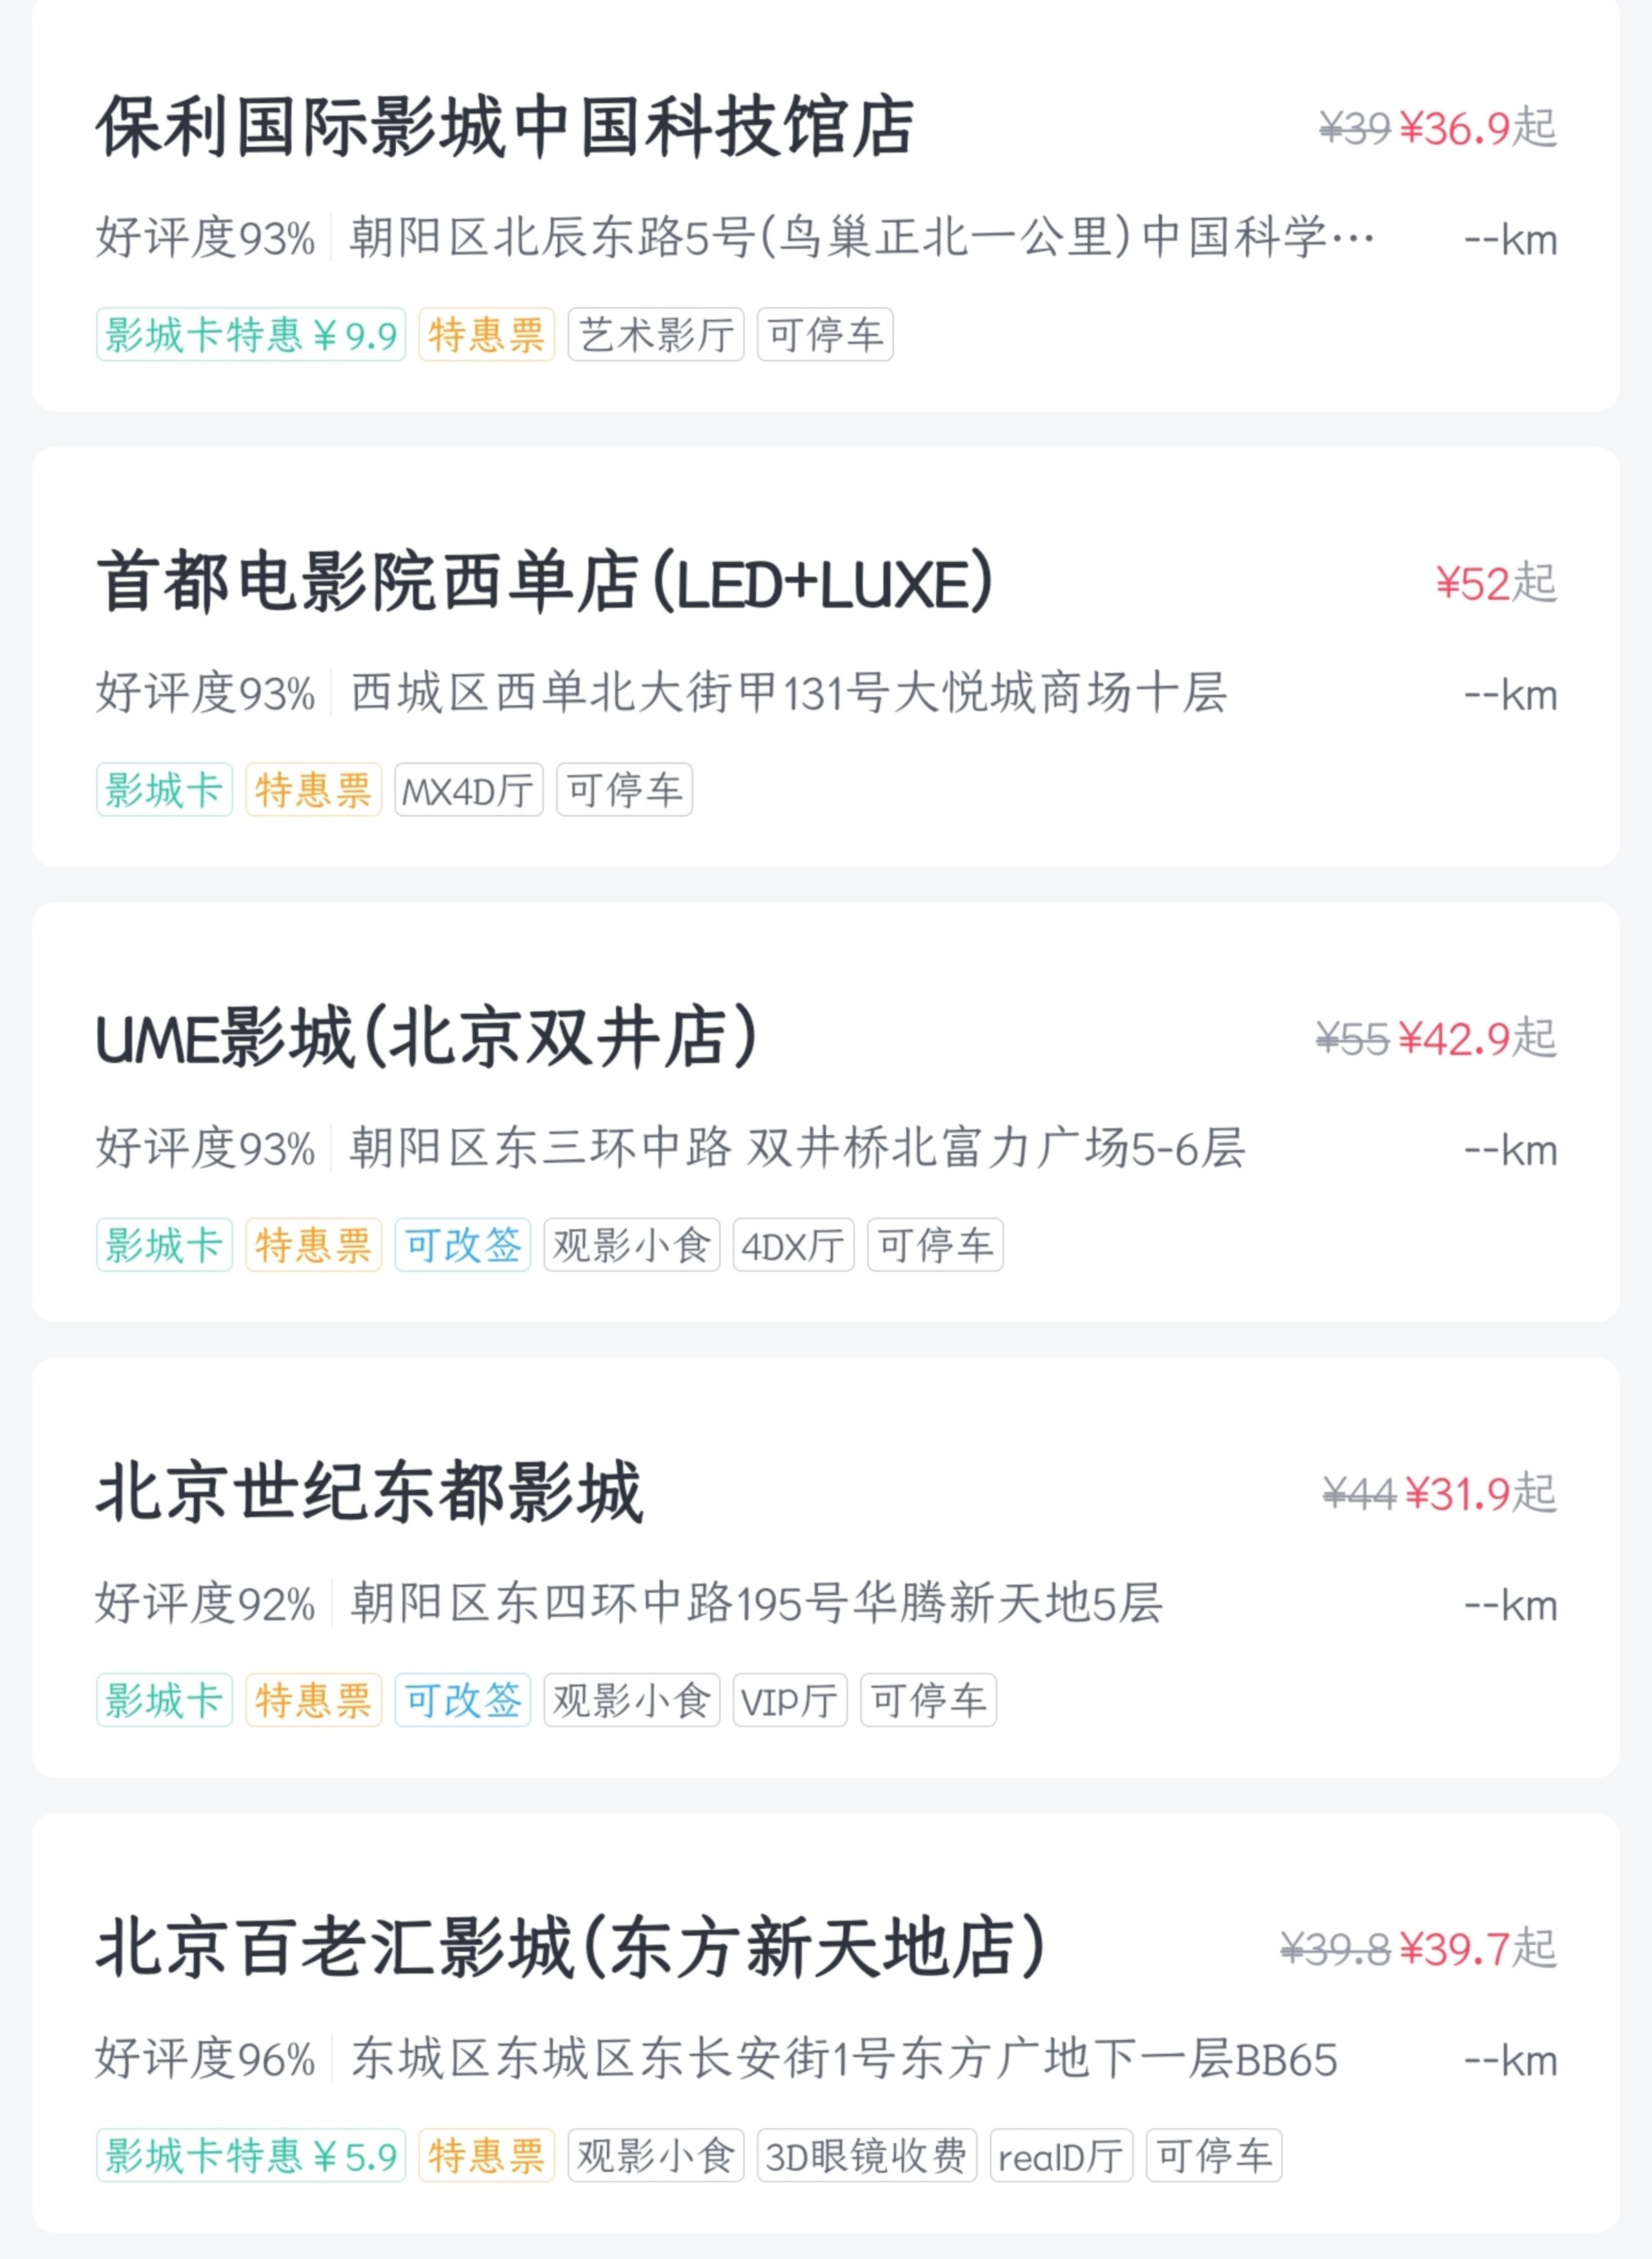 保利国际影城中国科技馆店 ¥39 ¥36.9起
好评度93% 朝阳区北辰东路5号(鸟巢正北一公里)中国科学… --km
影城卡特惠¥9.9 特惠票 艺术影厅 可停车
首都电影院西单店(LED+LUXE) ¥52起
好评度93% 西城区西单北大街甲131号大悦城商场十层 --km
影城卡 特惠票 MX4D厅 可停车
UME影城(北京双井店) ¥55 ¥42.9起
好评度93% 朝阳区东三环中路 双井桥北富力广场5-6层 --km
影城卡 特惠票 可改签 观影小食 4DX厅 可停车
北京世纪东都影城 ¥44 ¥31.9起
好评度92% 朝阳区东四环中路195号华腾新天地5层 --km
影城卡 特惠票 可改签 观影小食 VIP厅 可停车
北京百老汇影城(东方新天地店) ¥39.8 ¥39.7起
好评度96% 东城区东城区东长安街1号东方广地下一层BB65 --km
影城卡特惠¥5.9 特惠票 观影小食 3D眼镜收费 realD厅 可停车